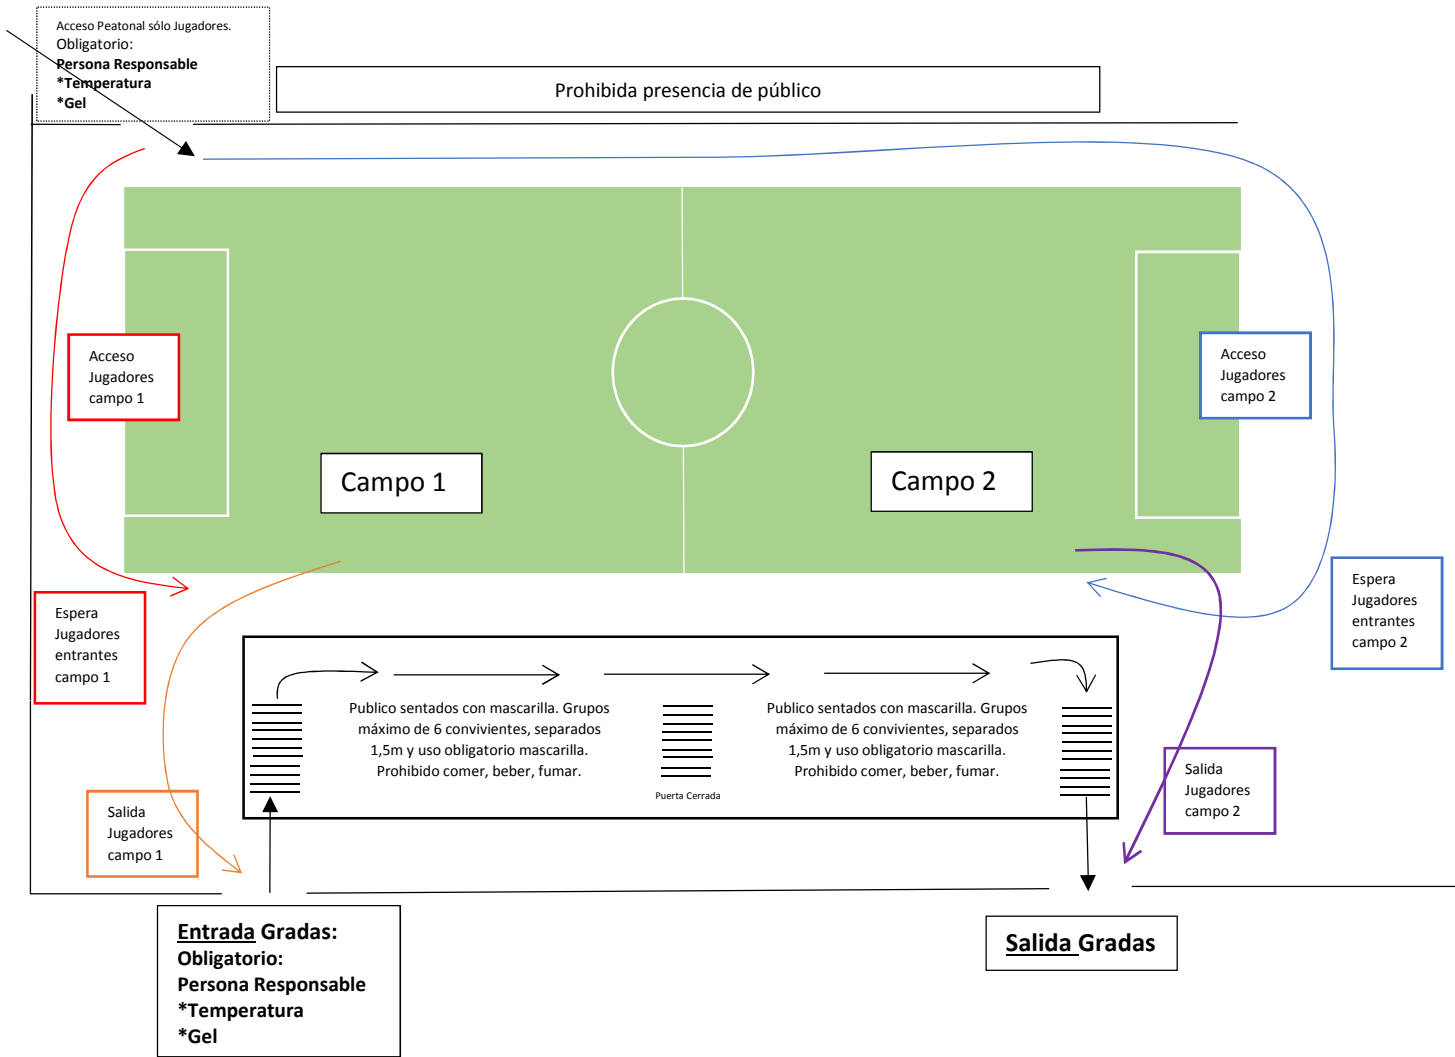 Acceso Peatonal sólo Jugadores.
Obligatorio:
Persona Responsable
*Temperatura
*Gel
Prohibida presencia de público
Acceso
Jugadores
campo 1
Acceso
Jugadores
campo 2
Campo 1
Campo 2
Espera
Jugadores
entrantes
campo 1
Espera
Jugadores
entrantes
campo 2
Publico sentados con mascarilla. Grupos
máximo de 6 convivientes, separados
1,5m y uso obligatorio mascarilla.
Prohibido comer, beber, fumar.
Puerta Cerrada
Publico sentados con mascarilla. Grupos
máximo de 6 convivientes, separados
1,5m y uso obligatorio mascarilla.
Prohibido comer, beber, fumar.
Salida
Jugadores
campo 1
Salida
Jugadores
campo 2
Entrada Gradas:
Obligatorio:
Persona Responsable
*Temperatura
*Gel
Salida Gradas